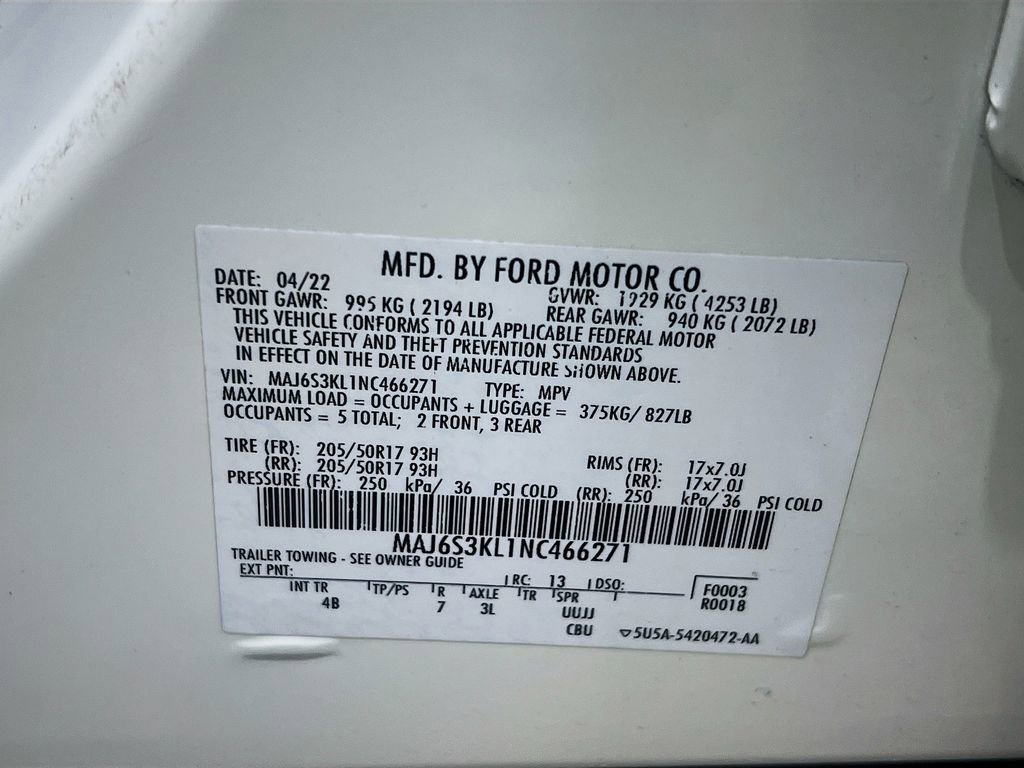 MFD. BY FORD MOTOR CO.
DATE: 04/22 GVWR: 1929 KG ( 4253 LB)
FRONT GAWR: 995 KG ( 2194 LB) REAR GAWR: 940 KG ( 2072 LB)
THIS VEHICLE CONFORMS TO ALL APPLICABLE FEDERAL MOTOR
VEHICLE SAFETY AND THEFT PREVENTION STANDARDS
IN EFFECT ON THE DATE OF MANUFACTURE SHOWN ABOVE.
VIN: MAJ6S3KL1NC466271 TYPE: MPV
MAXIMUM LOAD = OCCUPANTS + LUGGAGE = 375KG/ 827LB
OCCUPANTS = 5 TOTAL; 2 FRONT, 3 REAR
TIRE (FR): 205/50R17 93H RIMS (FR): 17x7.0J
(RR): 205/50R17 93H (RR): 17x7.0J
PRESSURE (FR): 250 kPa/ 36 PSI COLD (RR): 250 kPa/ 36 PSI COLD
MAJ6S3KL1NC466271
TRAILER TOWING - SEE OWNER GUIDE
EXT PNT: RC: 13 DSO: F0003
INT TR TP/PS R AXLE TR SPR R0018
4B 7 3L UUJJ
CBU ▽5U5A-5420472-AA